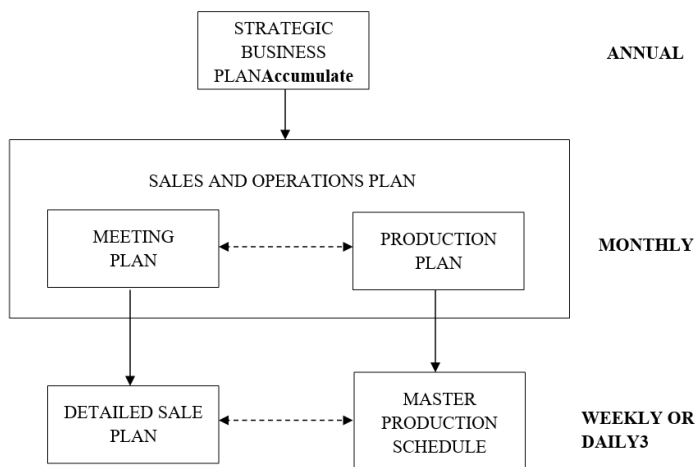 STRATEGIC
BUSINESS
PLANAccumulate
ANNUAL
SALES AND OPERATIONS PLAN
MEETING
PLAN
PRODUCTION
PLAN
MONTHLY
DETAILED SALE
PLAN
MASTER
PRODUCTION
SCHEDULE
WEEKLY OR
DAILY3